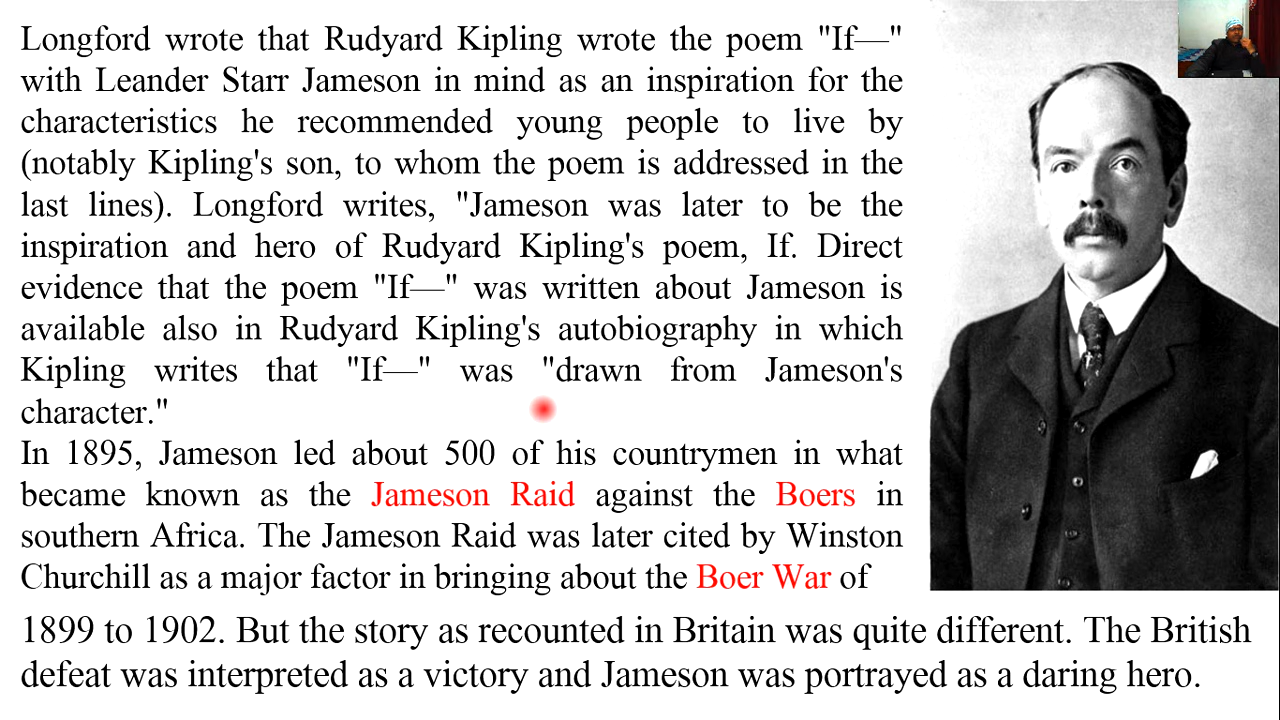 Longford wrote that Rudyard Kipling wrote the poem "If—"
with Leander Starr Jameson in mind as an inspiration for the
characteristics he recommended young people to live by
(notably Kipling's son, to whom the poem is addressed in the
last lines). Longford writes, "Jameson was later to be the
inspiration and hero of Rudyard Kipling's poem, If. Direct
evidence that the poem "If—" was written about Jameson is
available also in Rudyard Kipling's autobiography in which
Kipling writes that "If—" was "drawn from Jameson's
character."
In 1895, Jameson led about 500 of his countrymen in what
became known as the Jameson Raid against the Boers in
southern Africa. The Jameson Raid was later cited by Winston
Churchill as a major factor in bringing about the Boer War of
1899 to 1902. But the story as recounted in Britain was quite different. The British
defeat was interpreted as a victory and Jameson was portrayed as a daring hero.